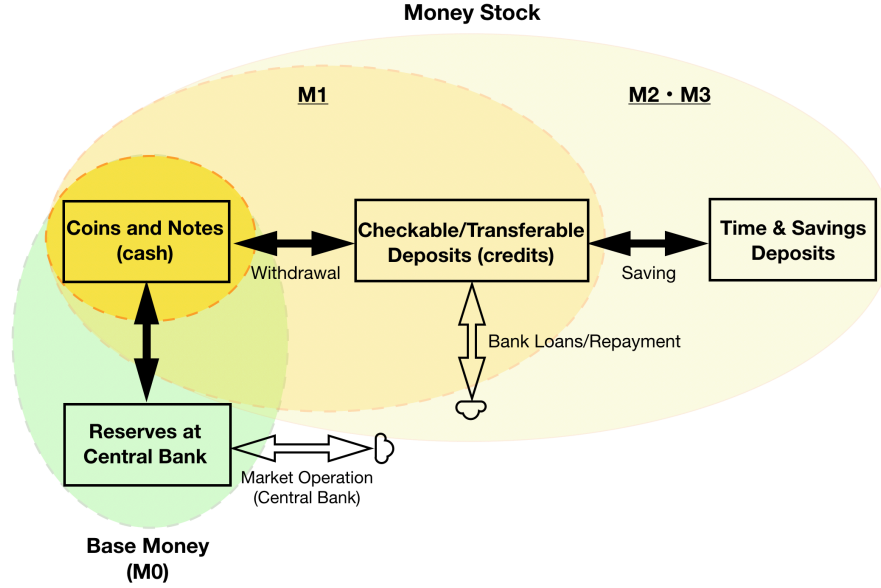 Money Stock
M1
M2・M3
Coins and Notes
(cash)
Checkable/Transferable
Deposits (credits)
Time & Savings
Deposits
Withdrawal
Saving
Bank Loans/Repayment
Reserves at
Central Bank
Market Operation
(Central Bank)
Base Money
(M0)